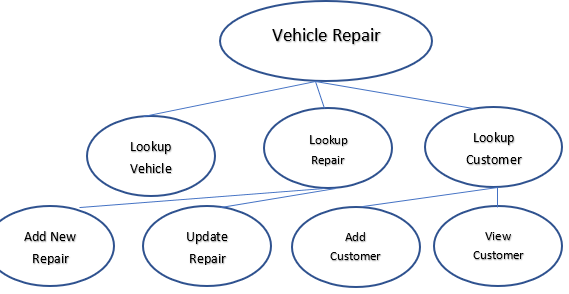 Vehicle Repair
Lookup
Vehicle
Lookup
Repair
Lookup
Customer
Add New
Repair
Update
Repair
Add
Customer
View
Customer